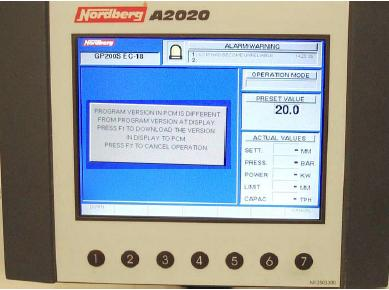 Nordberg A2020
Nordberg
GP200S EC-18
ALARM/WARNING
1:
2:
OPERATION MODE
PRESET VALUE
20.0
PROGRAM VERSION IN PCM IS DIFFERENT
FROM PROGRAM VERSION AT DISPLAY.
PRESS F1 TO DOWNLOAD THE VERSION
IN DISPLAY TO PCM.
PRESS F7 TO CANCEL OPERATION.
ACTUAL VALUES
SETT. - MM
PRESS. - BAR
POWER - KW
LIMIT - MM
CAPAC - TPH
1 2 3 4 5 6 7